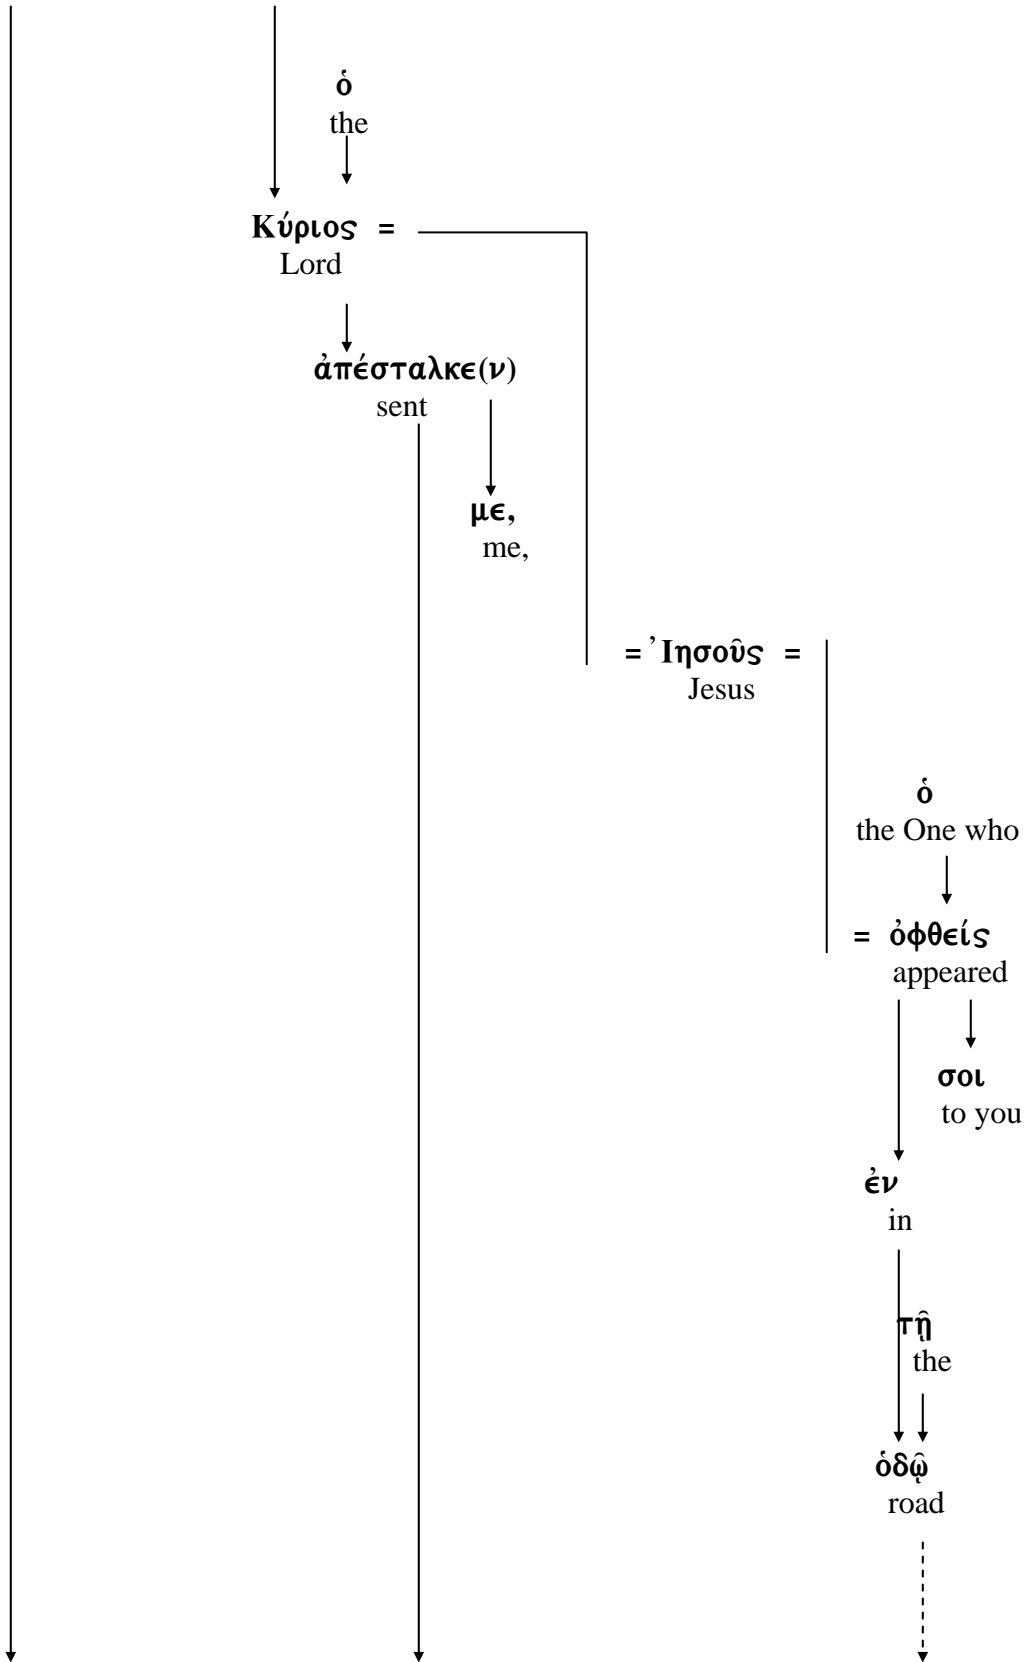 ὁ
the
Κύριος =
Lord
ἀπέσταλκε(ν)
sent
με,
me,
= Ἰησοῦς =
Jesus
ὁ
the One who
= ὀφθείς
appeared
σοι
to you
ἐν
in
τῇ
the
ὁδῷ
road